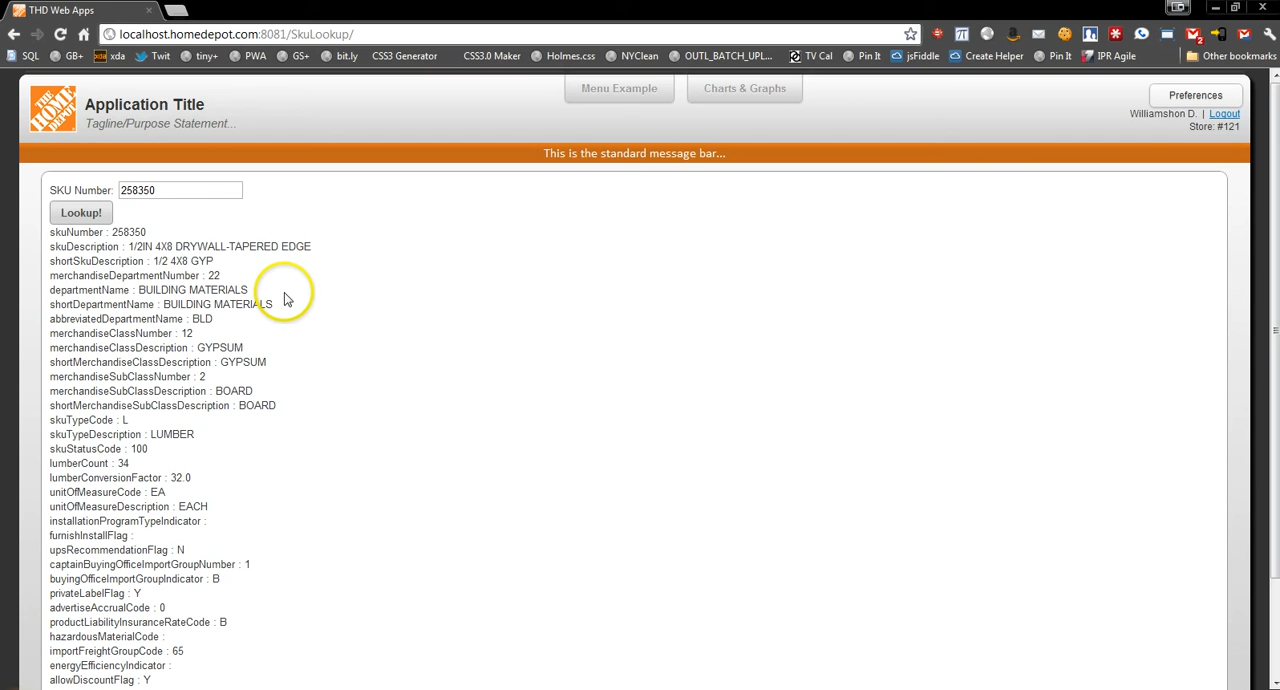 THD Web Apps
localhost.homedepot.com:8081/SkuLookup/
SQL GB+ xda Twit tiny+ PWA GS+ bit.ly CSS3 Generator CSS3.0 Maker Holmes.css NYClean OUTL_BATCH_UPL... TV Cal Pin It jsFiddle Create Helper Pin It JPR Agile Other bookmarks
THE HOME DEPOT
Application Title
Tagline/Purpose Statement...
Menu Example
Charts & Graphs
Preferences
Williamshon D. | Logout
Store: #121
This is the standard message bar...
SKU Number: 258350
Lookup!
skuNumber : 258350
skuDescription : 1/2IN 4X8 DRYWALL-TAPERED EDGE
shortSkuDescription : 1/2 4X8 GYP
merchandiseDepartmentNumber : 22
departmentName : BUILDING MATERIALS
shortDepartmentName : BUILDING MATERIALS
abbreviatedDepartmentName : BLD
merchandiseClassNumber : 12
merchandiseClassDescription : GYPSUM
shortMerchandiseClassDescription : GYPSUM
merchandiseSubClassNumber : 2
merchandiseSubClassDescription : BOARD
shortMerchandiseSubClassDescription : BOARD
skuTypeCode : L
skuTypeDescription : LUMBER
skuStatusCode : 100
lumberCount : 34
lumberConversionFactor : 32.0
unitOfMeasureCode : EA
unitOfMeasureDescription : EACH
installationProgramTypeIndicator :
furnishInstallFlag :
upsRecommendationFlag : N
captainBuyingOfficeImportGroupNumber : 1
buyingOfficeImportGroupIndicator : B
privateLabelFlag : Y
advertiseAccrualCode : 0
productLiabilityInsuranceRateCode : B
hazardousMaterialCode :
importFreightGroupCode : 65
energyEfficiencyIndicator :
allowDiscountFlag : Y